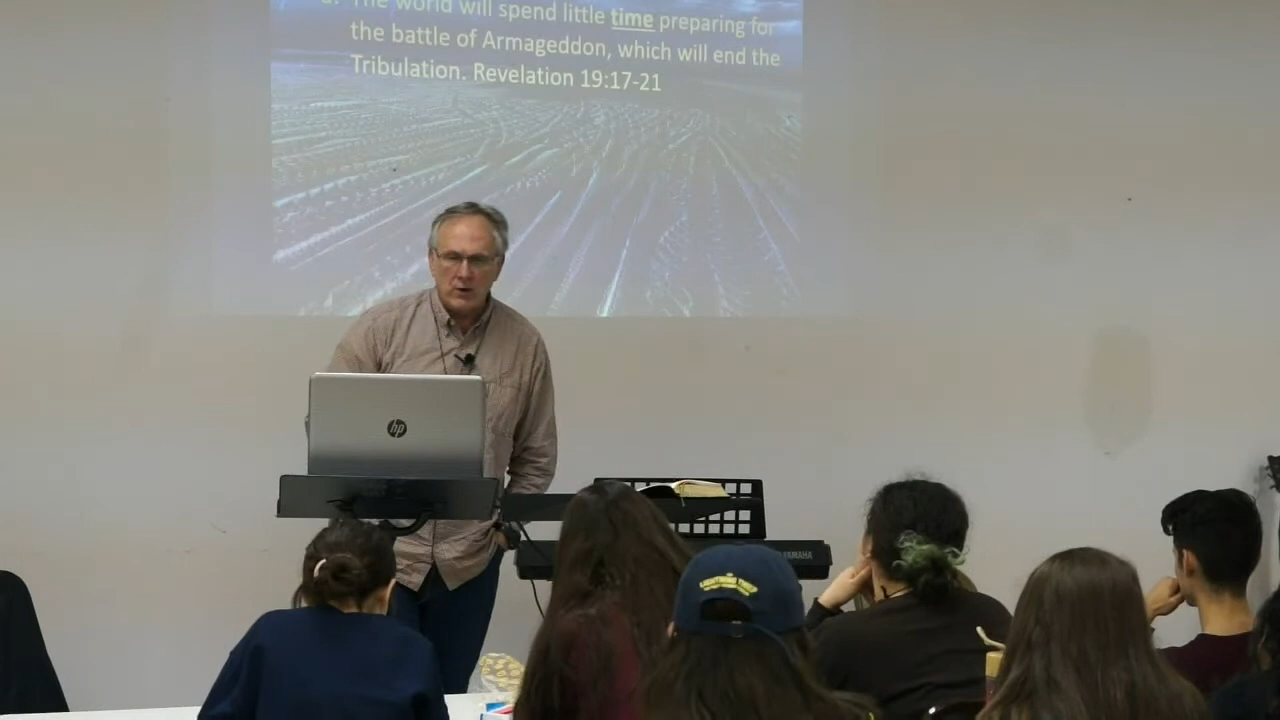 The world will spend little time preparing for
the battle of Armageddon, which will end the
Tribulation. Revelation 19:17-21
hp
YAMAHA